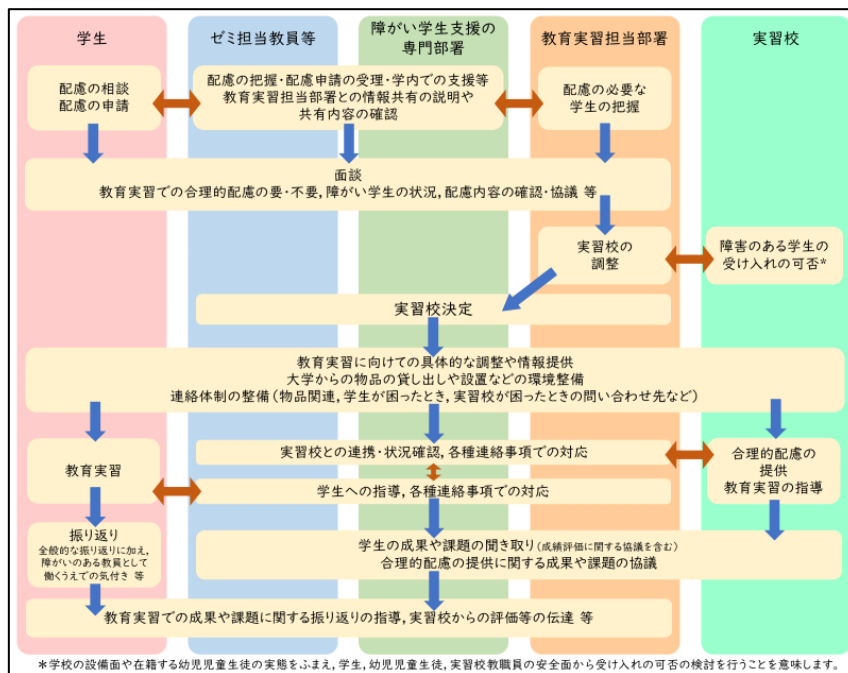 学生
ゼミ担当教員等
障がい学生支援の
専門部署
教育実習担当部署
実習校
配慮の相談
配慮の申請
配慮の把握・配慮申請の受理・学内での支援等
教育実習担当部署との情報共有の説明や
共有内容の確認
配慮の必要な
学生の把握
面談
教育実習での合理的配慮の要・不要，障がい学生の状況，配慮内容の確認・協議 等
実習校の
調整
障害のある学生の
受け入れの可否*
実習校決定
教育実習に向けての具体的な調整や情報提供
大学からの物品の貸し出しや設置などの環境整備
連絡体制の整備（物品関連，学生が困ったとき，実習校が困ったときの問い合わせ先など）
教育実習
実習校との連携・状況確認，各種連絡事項での対応
学生への指導，各種連絡事項での対応
合理的配慮の
提供
教育実習の指導
振り返り
全般的な振り返りに加え，
障がいのある教員として
働くうえでの気付き 等
学生の成果や課題の聞き取り（成績評価に関する協議を含む）
合理的配慮の提供に関する成果や課題の協議
教育実習での成果や課題に関する振り返りの指導，実習校からの評価等の伝達 等
＊学校の設備面や在籍する幼児児童生徒の実態をふまえ，学生，幼児児童生徒，実習校教職員の安全面から受け入れの可否の検討を行うことを意味します。